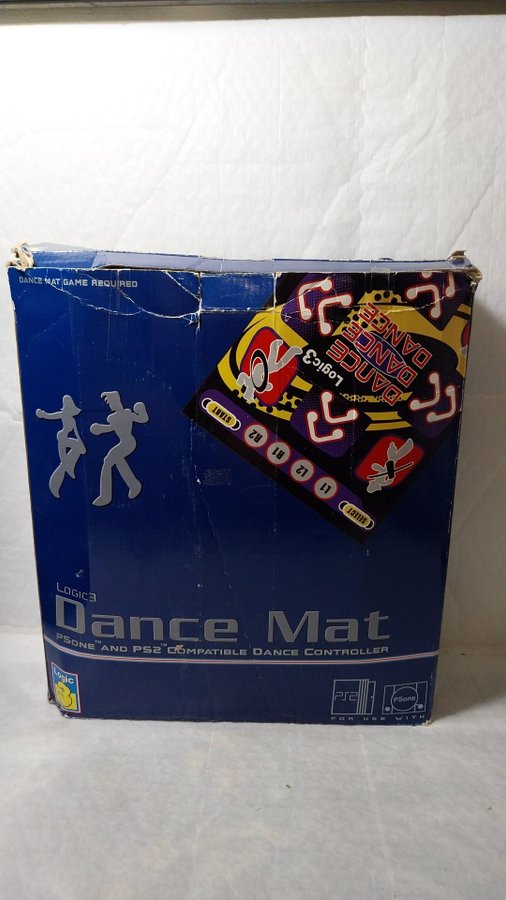 DANCE MAT GAME REQUIRED
DANCE
DANCE
DANCE
Logic3
START
R2
R1
L2
L1
SELECT
LOGIC3
Dance Mat
PSONE™ AND PS2™ COMPATIBLE DANCE CONTROLLER
LOGIC
3
PS2
PSone
FOR USE WITH